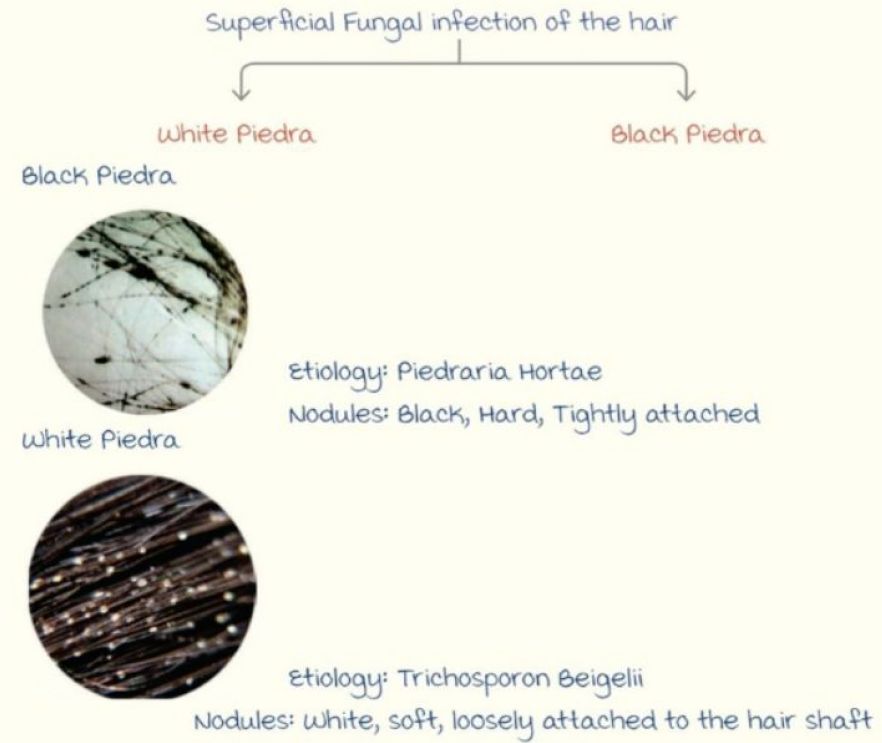 Superficial Fungal infection of the hair
White Piedra
Black Piedra
Black Piedra
Etiology: Piedraria Hortae
Nodules: Black, Hard, Tightly attached
White Piedra
Etiology: Trichosporon Beigelii
Nodules: White, soft, loosely attached to the hair shaft